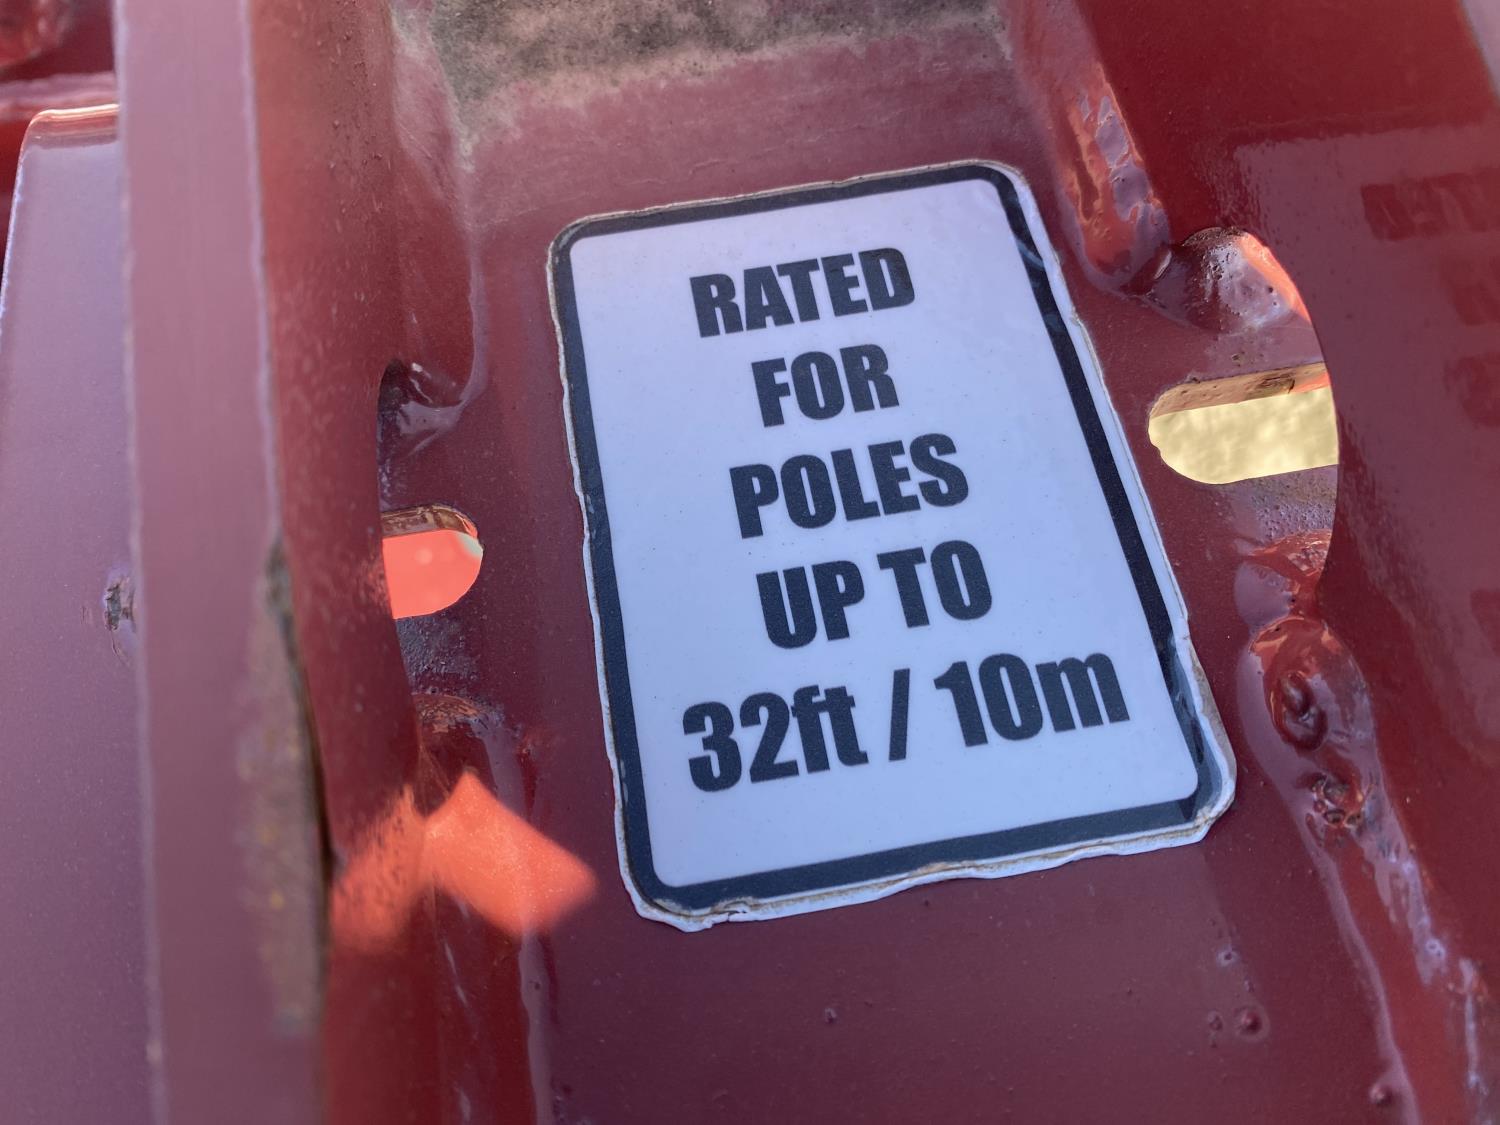 RATED
FOR
POLES
UP TO
32ft / 10m